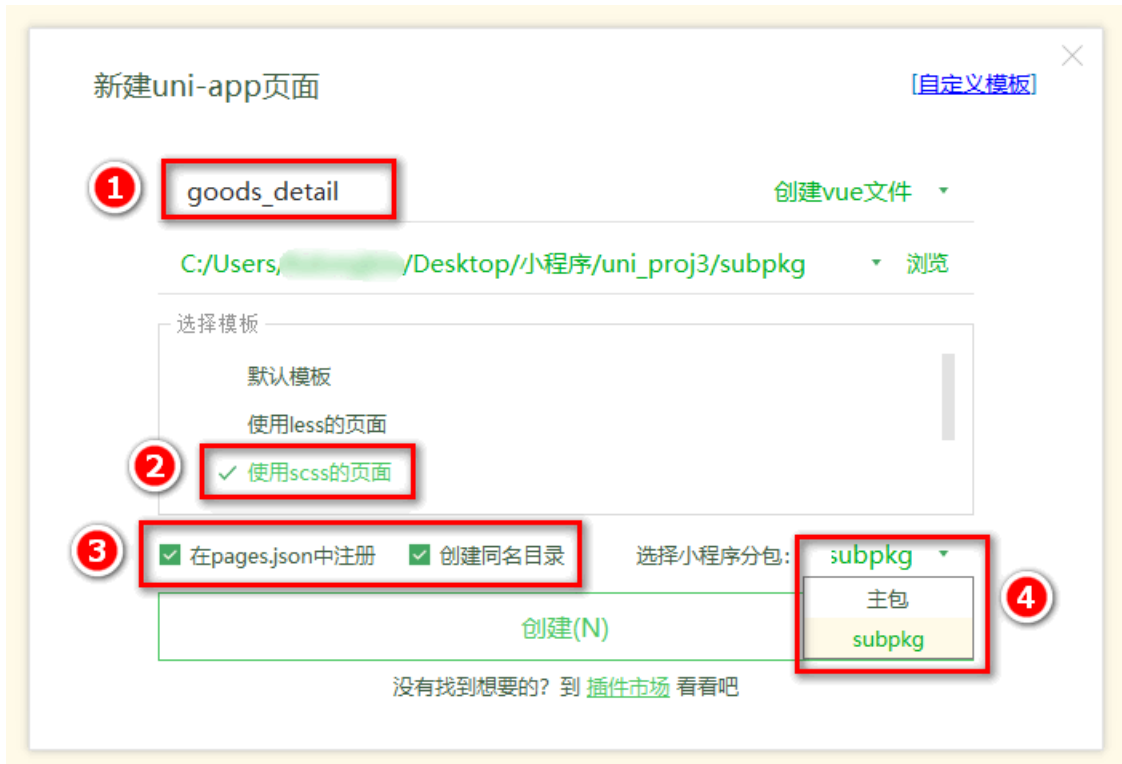 新建uni-app页面 [自定义模板]
1 goods_detail 创建vue文件
C:/Users/ /Desktop/小程序/uni_proj3/subpkg 浏览
选择模板
默认模板
使用less的页面
2 使用scss的页面
3 在pages.json中注册 创建同名目录 选择小程序分包: subpkg
主包 4
创建(N)
subpkg
没有找到想要的？到 插件市场 看看吧